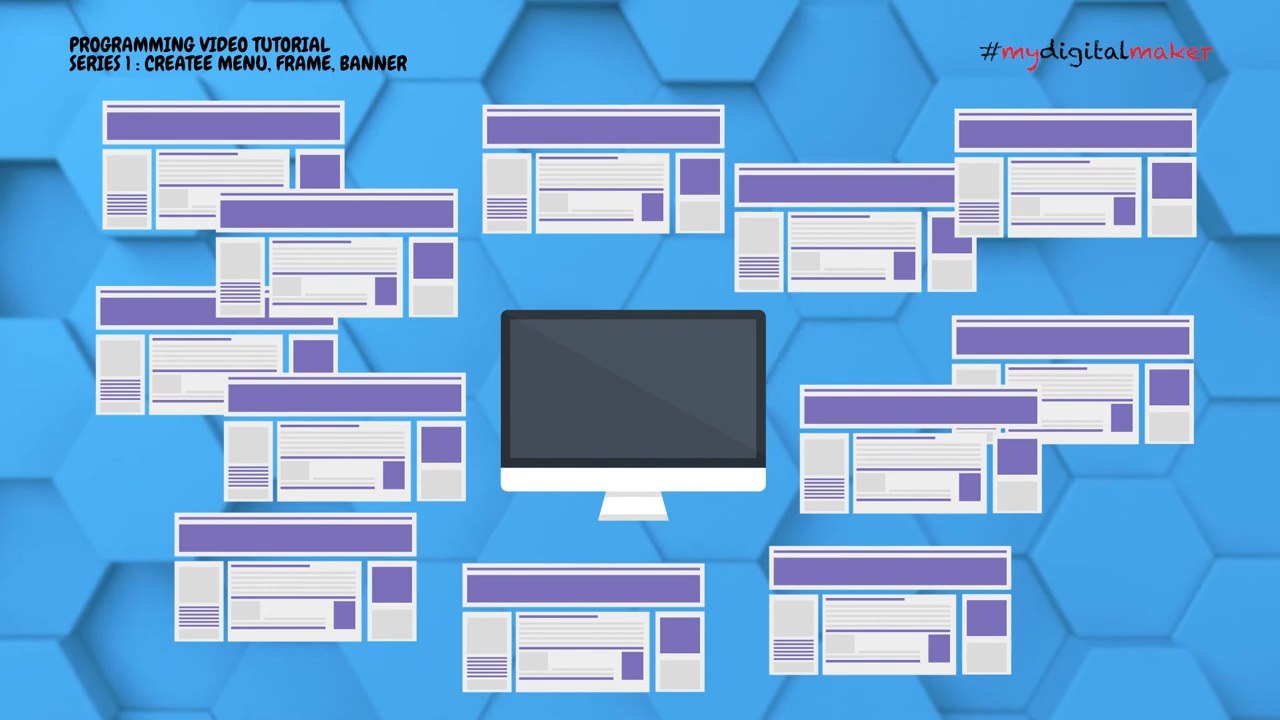 PROGRAMMING VIDEO TUTORIAL
SERIES 1 : CREATEE MENU, FRAME, BANNER
#mydigitalmaker